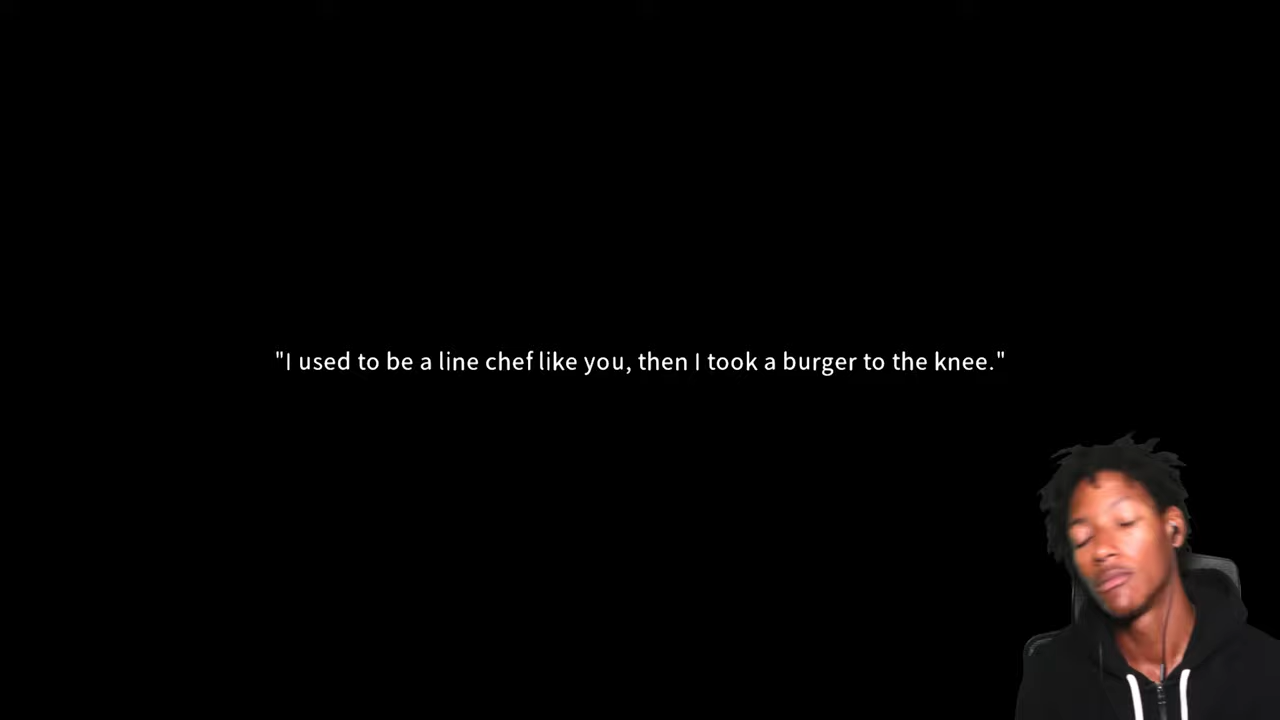 "I used to be a line chef like you, then I took a burger to the knee."